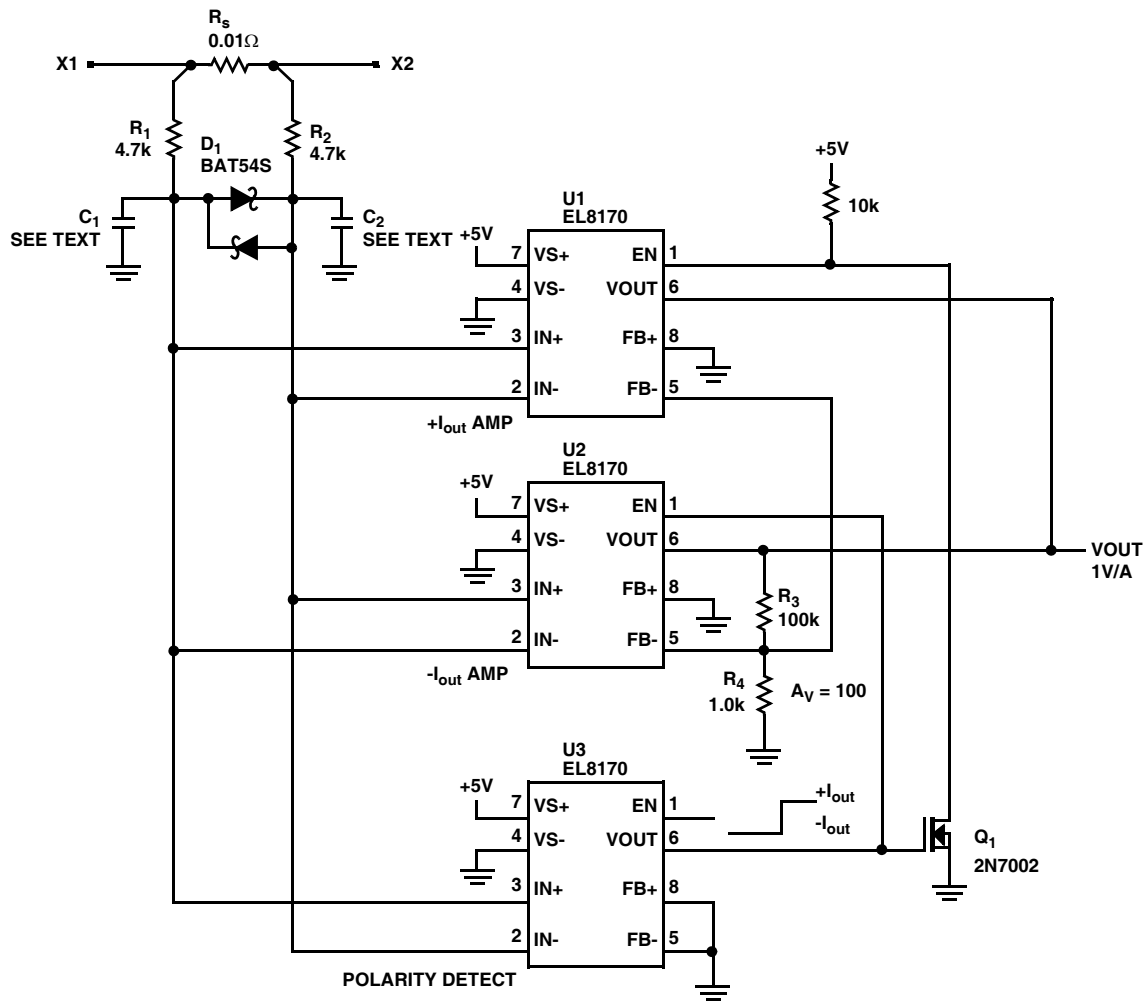 Rs
0.01Ω
X1
X2
R1
4.7k
D1
BAT54S
R2
4.7k
C1
SEE TEXT
C2
SEE TEXT
+5V
10k
U1
EL8170
+5V
7 VS+ EN 1
4 VS- VOUT 6
3 IN+ FB+ 8
2 IN- FB- 5
+Iout AMP
U2
EL8170
+5V
7 VS+ EN 1
4 VS- VOUT 6
3 IN+ FB+ 8
2 IN- FB- 5
-Iout AMP
VOUT
1V/A
R3
100k
R4
1.0k
AV = 100
U3
EL8170
+5V
7 VS+ EN 1
4 VS- VOUT 6
3 IN+ FB+ 8
2 IN- FB- 5
+Iout
-Iout
Q1
2N7002
POLARITY DETECT